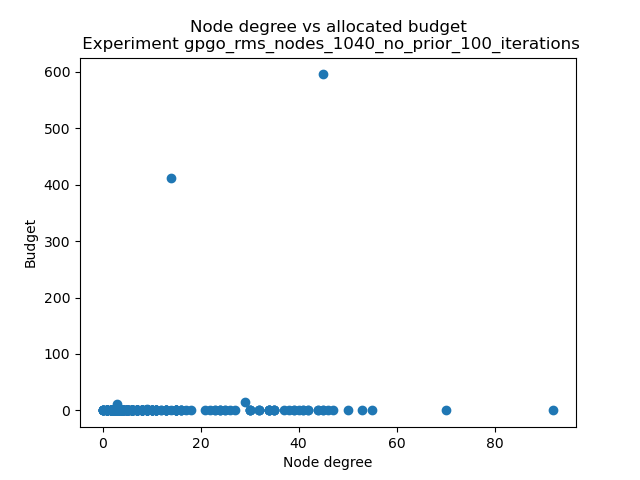 Node degree vs allocated budget
Experiment gpgo_rms_nodes_1040_no_prior_100_iterations
600
500
400
300
200
100
0
Budget
0 20 40 60 80
Node degree